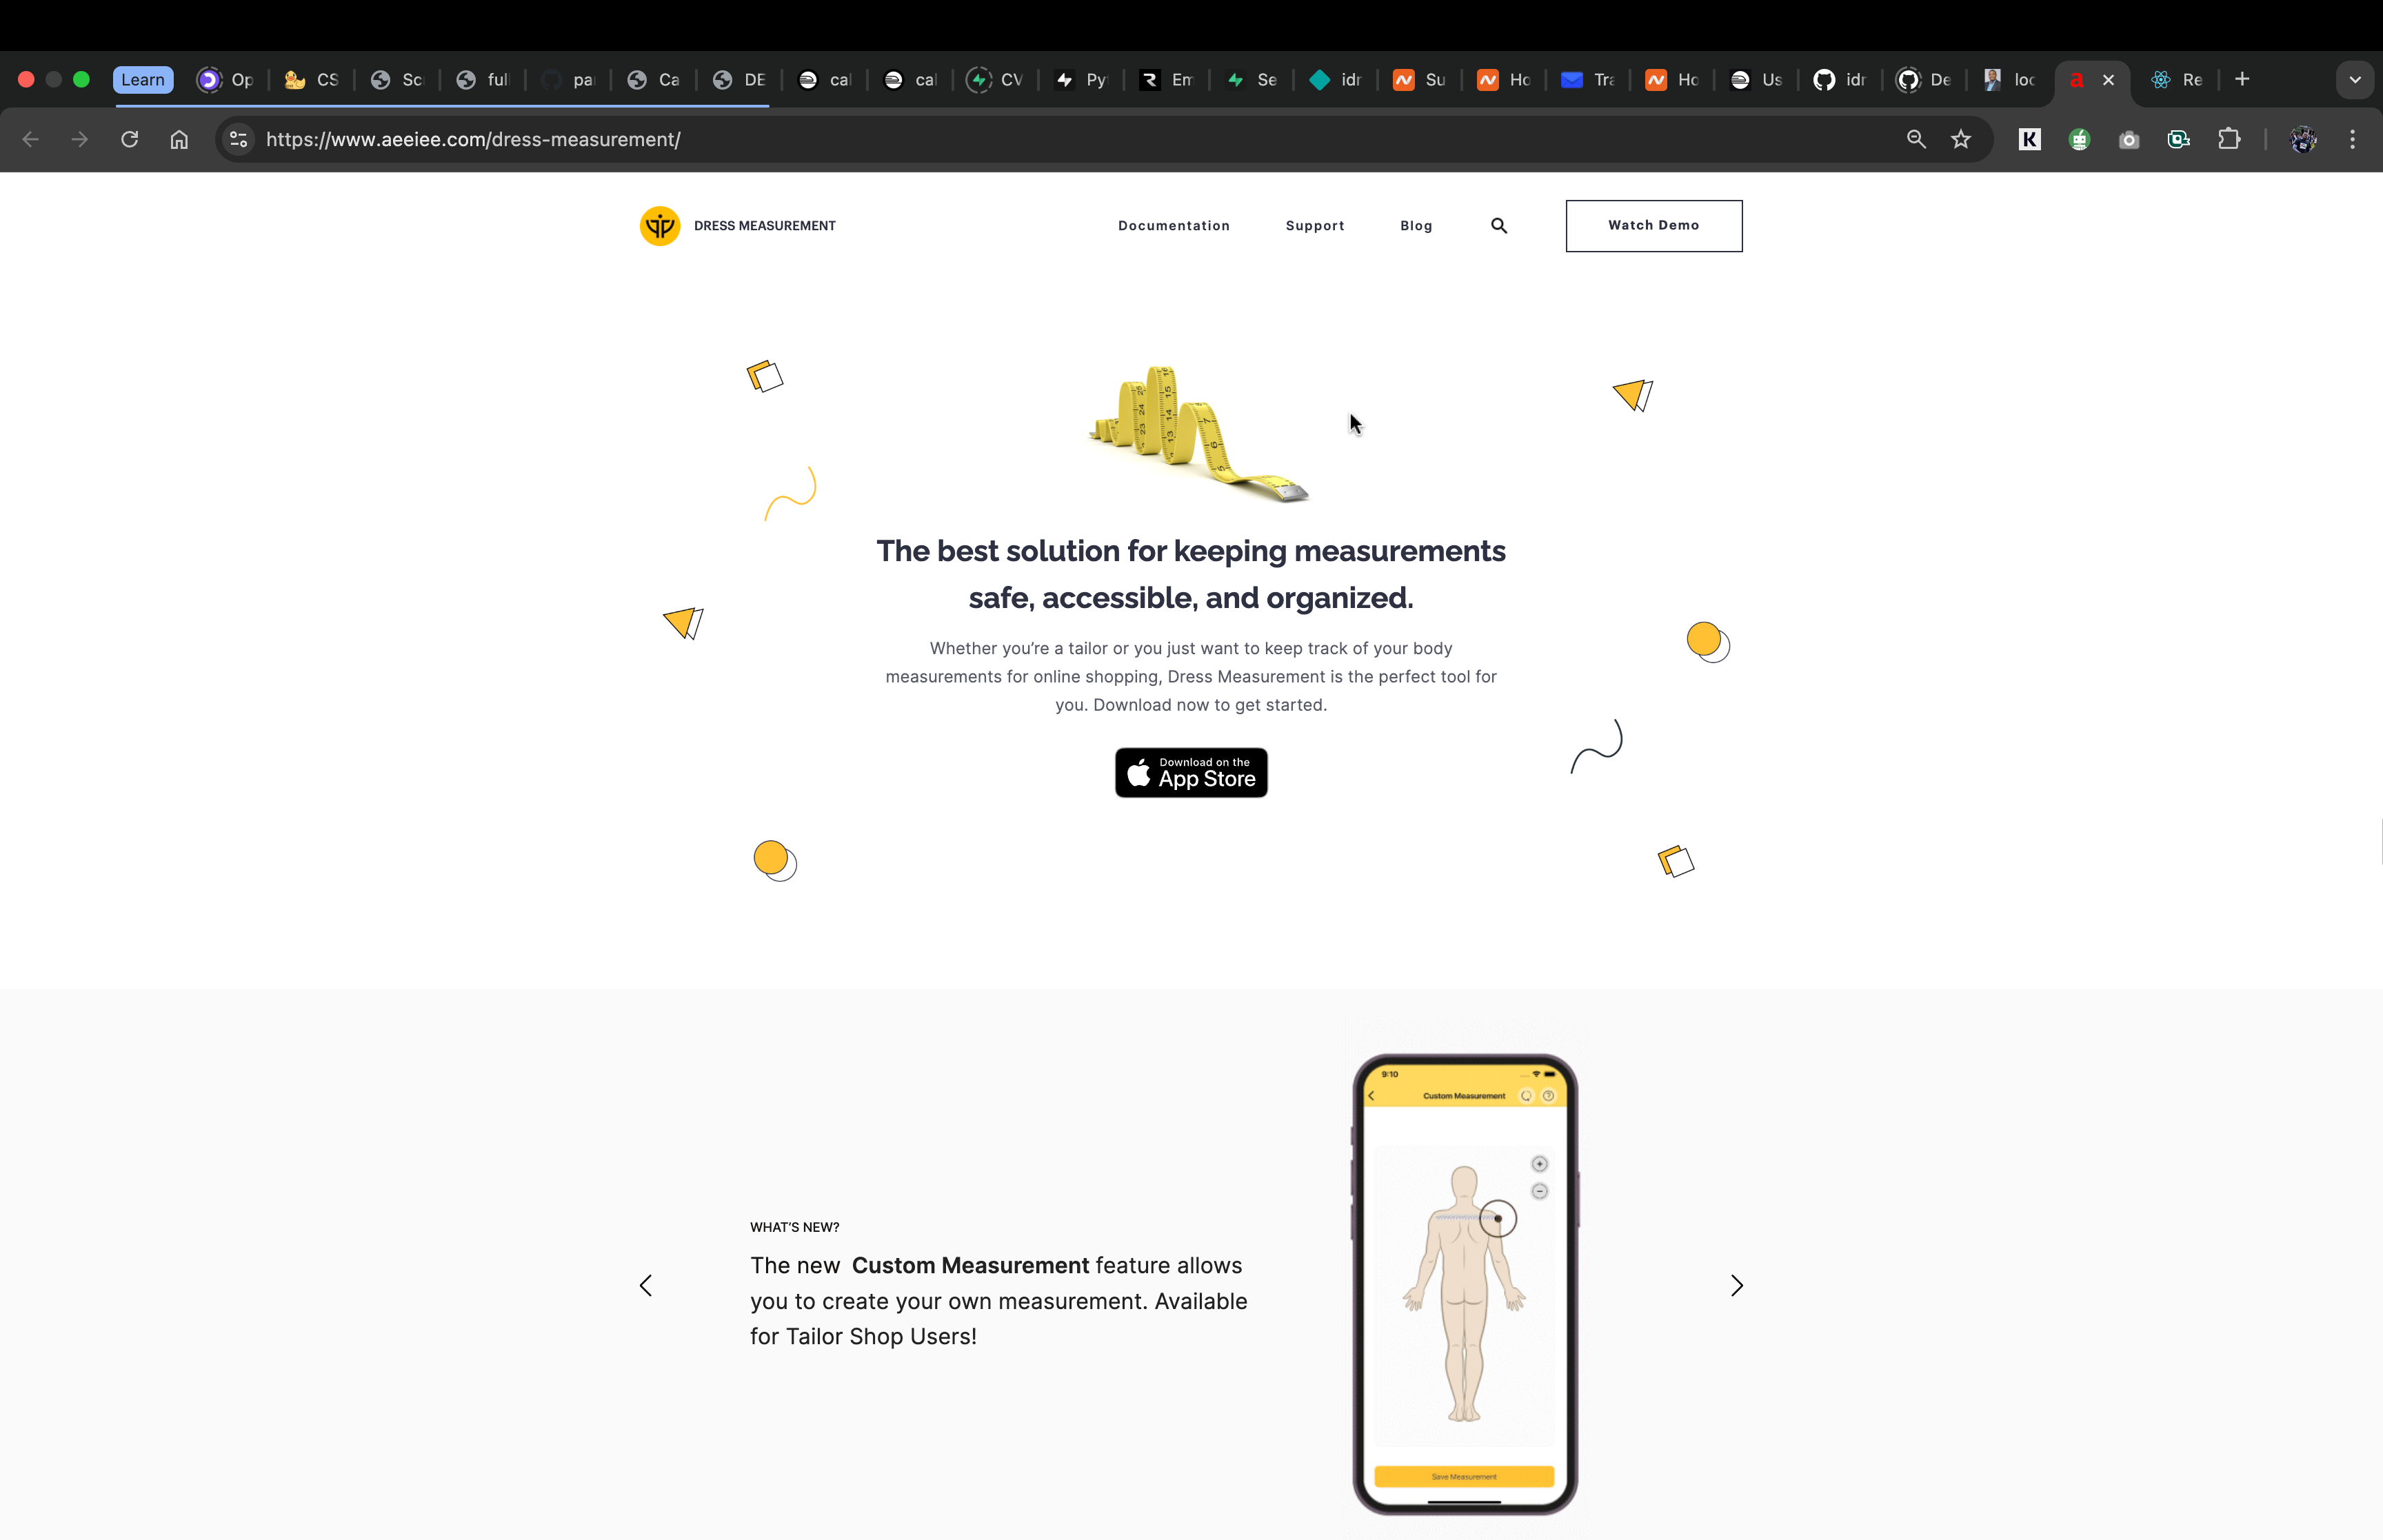 Learn
Op
CS
Sc
ful
pa
Ca
DE
cal
cal
CV
Py
Em
Se
idr
Su
Ho
Tra
Ho
Us
idr
De
loc
a
Re
https://www.aeeiee.com/dress-measurement/
K
DRESS MEASUREMENT
Documentation
Support
Blog
Watch Demo
The best solution for keeping measurements
safe, accessible, and organized.
Whether you’re a tailor or you just want to keep track of your body
measurements for online shopping, Dress Measurement is the perfect tool for
you. Download now to get started.
Download on the
App Store
9:10
Custom Measurement
WHAT’S NEW?
The new Custom Measurement feature allows
you to create your own measurement. Available
for Tailor Shop Users!
Save Measurement